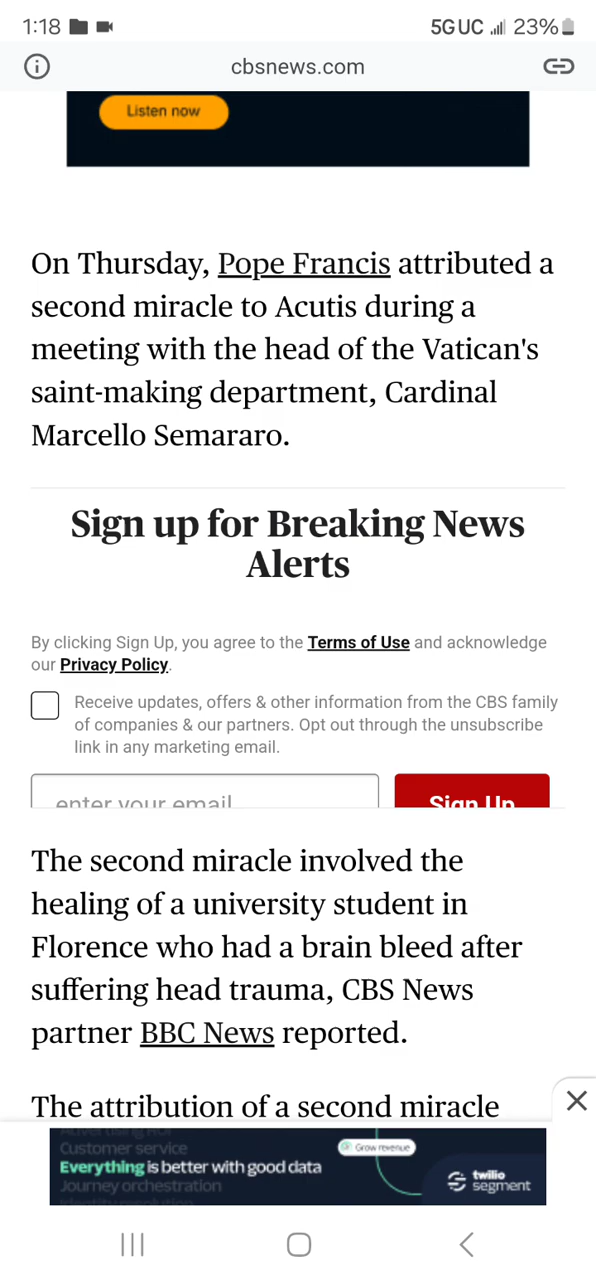 1:18 5G UC 23%
cbsnews.com
Listen now
On Thursday, Pope Francis attributed a
second miracle to Acutis during a
meeting with the head of the Vatican's
saint-making department, Cardinal
Marcello Semararo.
Sign up for Breaking News
Alerts
By clicking Sign Up, you agree to the Terms of Use and acknowledge
our Privacy Policy.
Receive updates, offers & other information from the CBS family
of companies & our partners. Opt out through the unsubscribe
link in any marketing email.
enter your email
Sign Up
The second miracle involved the
healing of a university student in
Florence who had a brain bleed after
suffering head trauma, CBS News
partner BBC News reported.
The attribution of a second miracle
Advertising ROI
Customer service
Grow revenue
Everything is better with good data
Journey orchestration
Identity resolution
twilio
segment